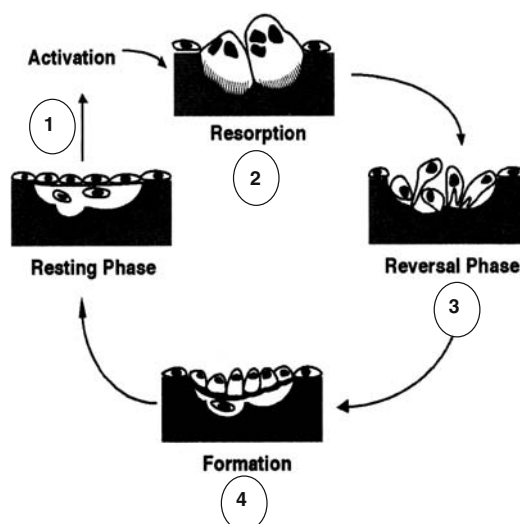 Activation
1
Resorption
2
Resting Phase
Reversal Phase
3
Formation
4